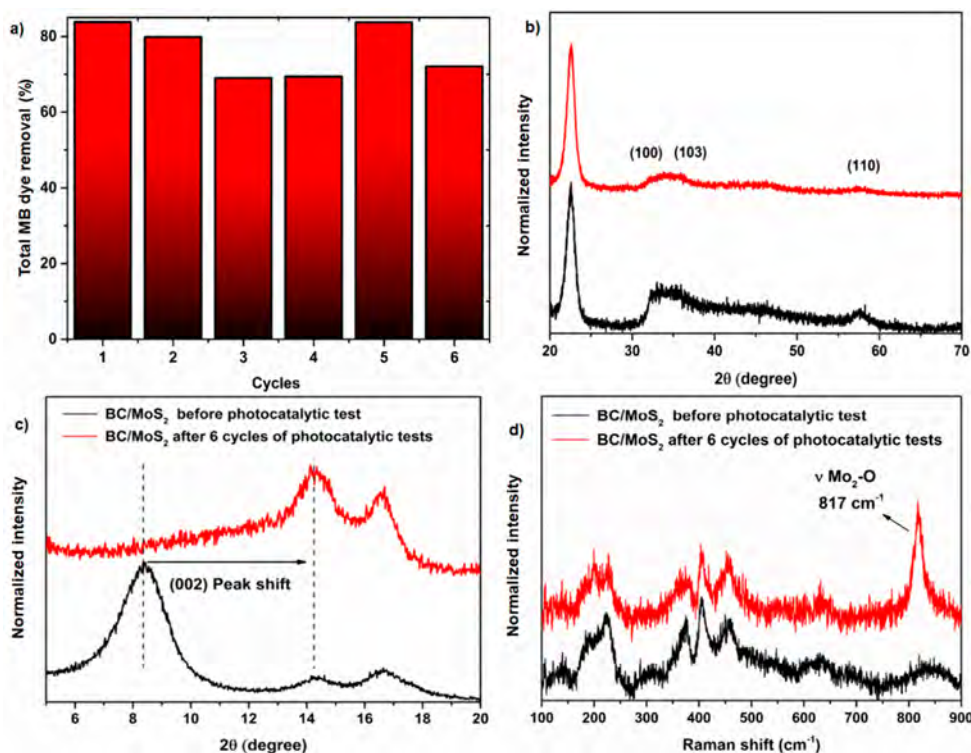 a)
Total MB dye removal (%)
80
60
40
20
0
1 2 3 4 5 6
Cycles
b)
Normalized intensity
(100) (103) (110)
20 30 40 50 60 70
2θ (degree)
c)
BC/MoS₂ before photocatalytic test
BC/MoS₂ after 6 cycles of photocatalytic tests
Normalized intensity
(002) Peak shift
6 8 10 12 14 16 18 20
2θ (degree)
d)
BC/MoS₂ before photocatalytic test
BC/MoS₂ after 6 cycles of photocatalytic tests
Normalized intensity
ν Mo₂-O
817 cm⁻¹
100 200 300 400 500 600 700 800 900
Raman shift (cm⁻¹)